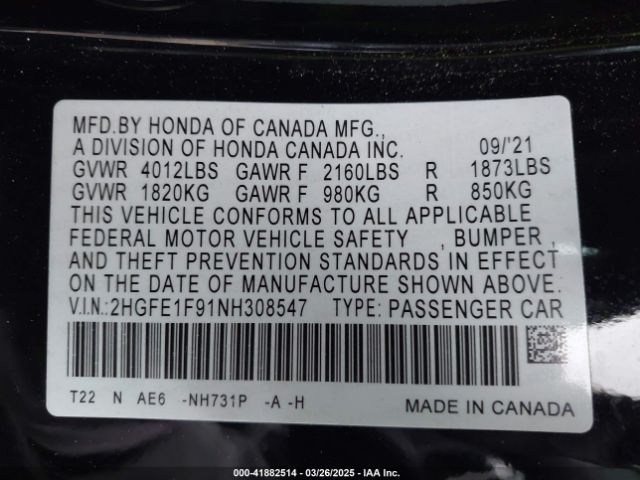 MFD.BY HONDA OF CANADA MFG.,
A DIVISION OF HONDA CANADA INC. 09/'21
GVWR 4012LBS GAWR F 2160LBS R 1873LBS
GVWR 1820KG GAWR F 980KG R 850KG
THIS VEHICLE CONFORMS TO ALL APPLICABLE
FEDERAL MOTOR VEHICLE SAFETY , BUMPER ,
AND THEFT PREVENTION STANDARDS IN EFFECT
ON THE DATE OF MANUFACTURE SHOWN ABOVE.
V.I.N.:2HGFE1F91NH308547 TYPE: PASSENGER CAR
T22 N AE6 -NH731P -A -H
MADE IN CANADA
000-41882514 | 03/26/2025 | IAA Inc.